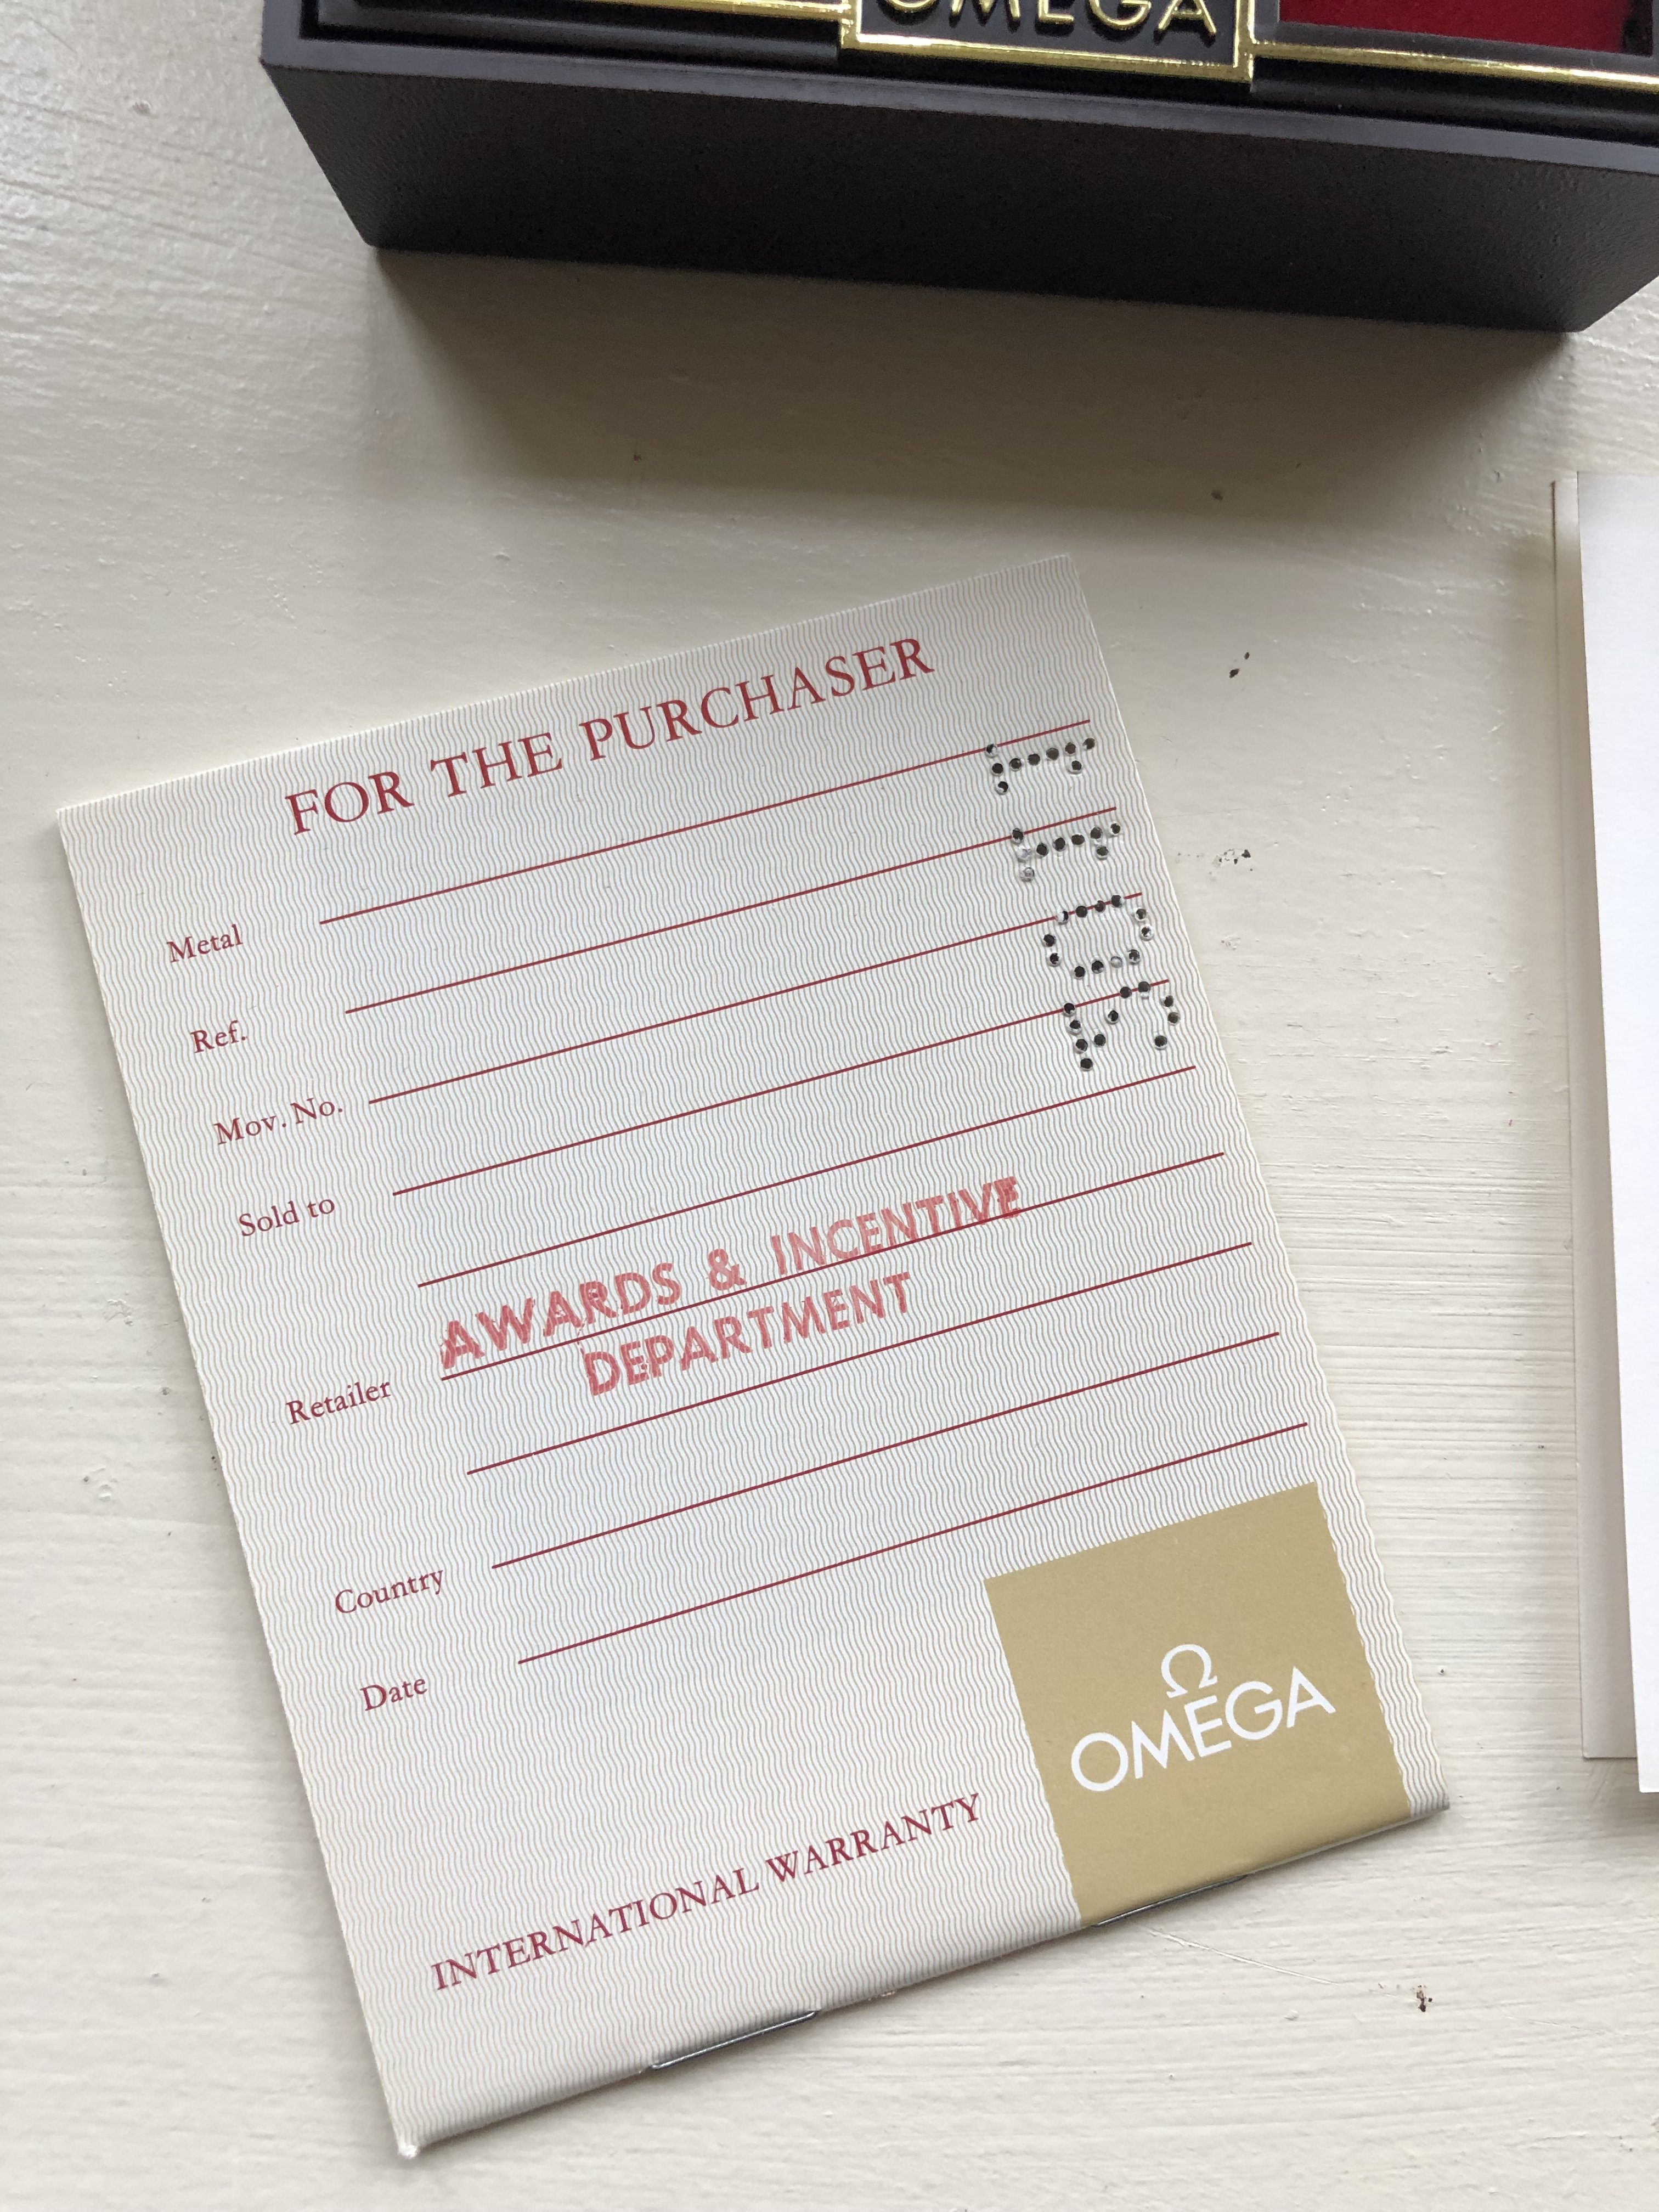 OMEGA
FOR THE PURCHASER
Metal
Ref.
Mov. No.
Sold to
Retailer
AWARDS & INCENTIVE
DEPARTMENT
Country
Date
2011
Ω
OMEGA
INTERNATIONAL WARRANTY